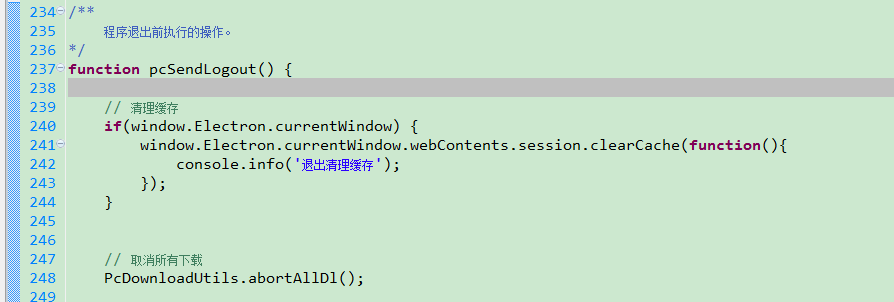 234 /**
235     程序退出前执行的操作。
236 */
237 function pcSendLogout() {
238
239     // 清理缓存
240     if(window.Electron.currentWindow) {
241         window.Electron.currentWindow.webContents.session.clearCache(function(){
242             console.info('退出清理缓存');
243         });
244     }
245
246
247     // 取消所有下载
248     PcDownloadUtils.abortAllDl();
249